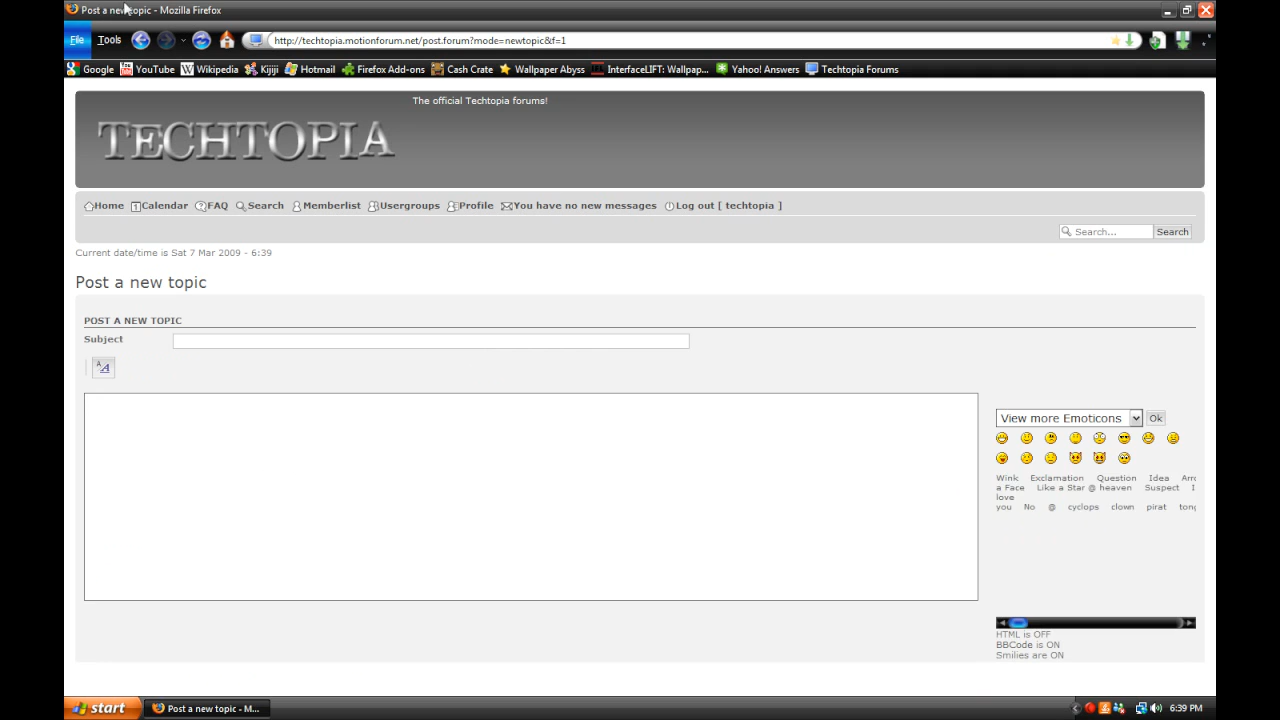 Post a new topic - Mozilla Firefox
File Tools http://techtopia.motionforum.net/post.forum?mode=newtopic&f=1
Google YouTube Wikipedia Kijiji Hotmail Firefox Add-ons Cash Crate Wallpaper Abyss InterfaceLIFT: Wallpap... Yahoo! Answers Techtopia Forums
The official Techtopia forums!
TECHTOPIA
Home Calendar FAQ Search Memberlist Usergroups Profile You have no new messages Log out [ techtopia ]
Search... Search
Current date/time is Sat 7 Mar 2009 - 6:39
Post a new topic
POST A NEW TOPIC
Subject
View more Emoticons Ok
Wink Exclamation Question Idea Arro
a Face Like a Star @ heaven Suspect I
love
you No @ cyclops clown pirat tong
HTML is OFF
BBCode is ON
Smilies are ON
start Post a new topic - M... 6:39 PM